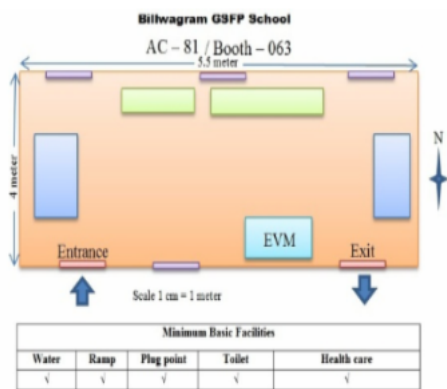 Billwagram GSFP School
AC – 81 / Booth – 063
5.5 meter
4 meter
N
EVM
Entrance
Exit
Scale 1 cm = 1 meter
Minimum Basic Facilities
Water Ramp Plug point Toilet Health care
√ √ √ √ √